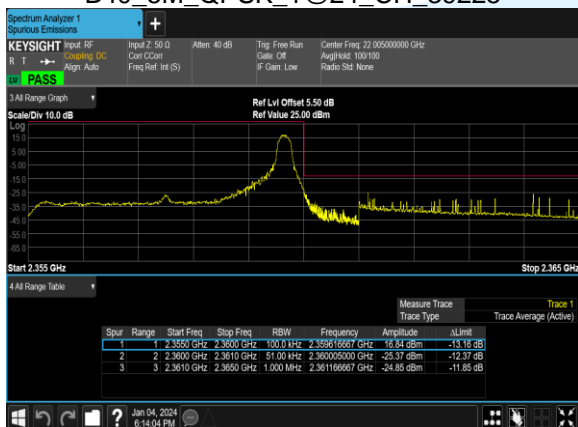 Spectrum Analyzer 1
Spurious Emissions
+
KEYSIGHT Input: RF Input Z: 50 Ω Atten: 40 dB Trig: Free Run Center Freq: 22.005000000 GHz
R T Coupling: DC Corr CCorr Gate: Off Avg|Hold: 100/100
Align: Auto Freq Ref: Int (S) IF Gain: Low Radio Std: None
PASS
3 All Range Graph
Ref Lvl Offset 5.50 dB
Scale/Div 10.0 dB Ref Value 25.00 dBm
Log
15.0
5.00
-5.00
-15.0
-25.0
-35.0
-45.0
-55.0
-65.0
Start 2.355 GHz Stop 2.365 GHz
4 All Range Table
Measure Trace Trace 1
Trace Type Trace Average (Active)
Spur Range Start Freq Stop Freq RBW Frequency Amplitude ΔLimit
1 1 2.3550 GHz 2.3600 GHz 100.0 kHz 2.359616667 GHz 16.84 dBm -13.16 dB
2 2 2.3600 GHz 2.3610 GHz 51.00 kHz 2.360005000 GHz -25.37 dBm -12.37 dB
3 3 2.3610 GHz 2.3650 GHz 1.000 MHz 2.361166667 GHz -24.85 dBm -11.85 dB
? Jan 04, 2024
6:14:04 PM